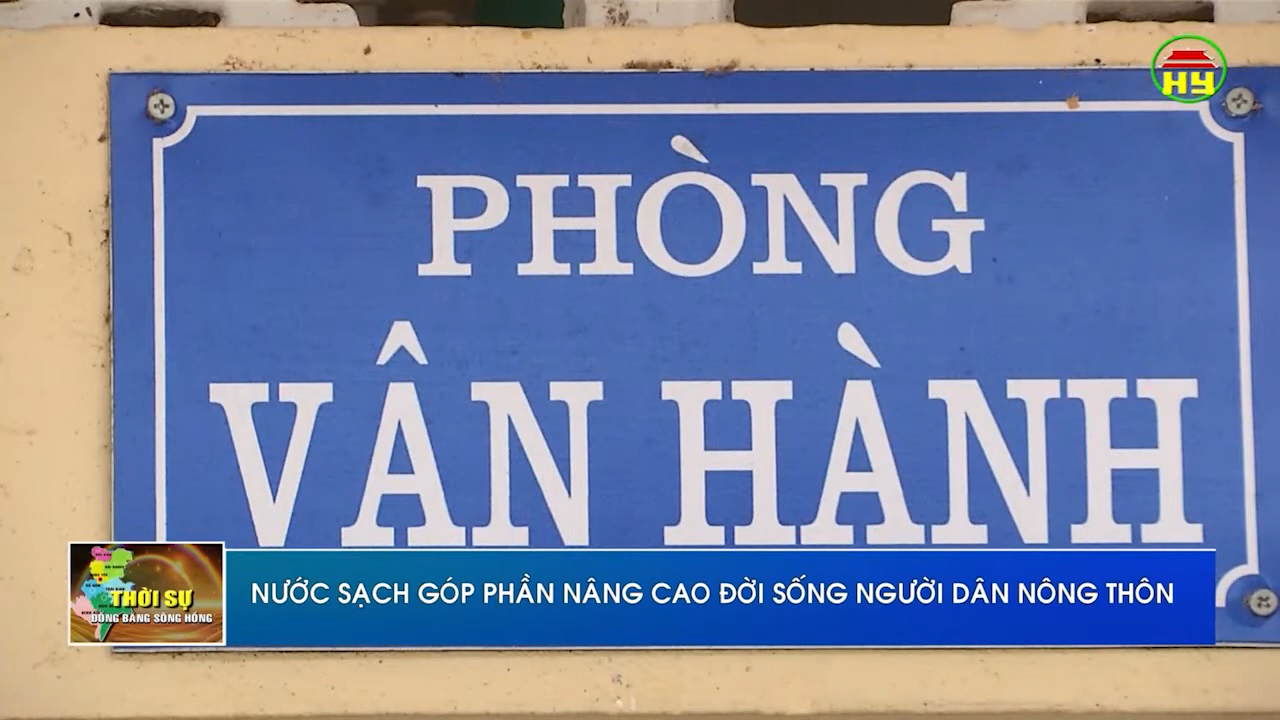 HY
PHÒNG
VÂN HÀNH
THỜI SỰ
ĐỒNG BẰNG SÔNG HỒNG
NƯỚC SẠCH GÓP PHẦN NÂNG CAO ĐỜI SỐNG NGƯỜI DÂN NÔNG THÔN